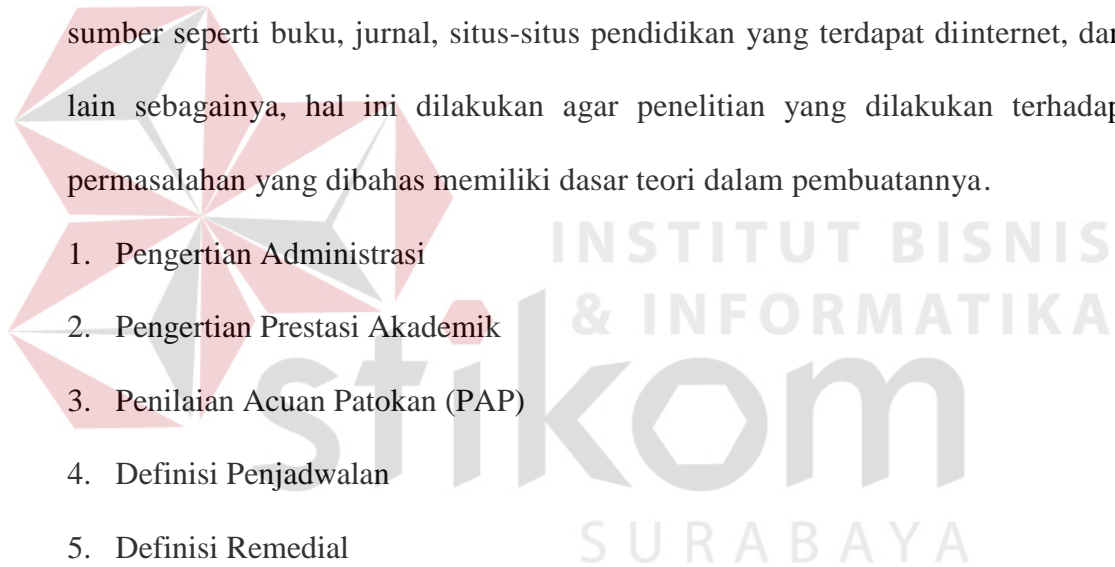 sumber seperti buku, jurnal, situs-situs pendidikan yang terdapat diinternet, dan
lain sebagainya, hal ini dilakukan agar penelitian yang dilakukan terhadap
permasalahan yang dibahas memiliki dasar teori dalam pembuatannya.
1. Pengertian Administrasi
2. Pengertian Prestasi Akademik
3. Penilaian Acuan Patokan (PAP)
4. Definisi Penjadwalan
5. Definisi Remedial
INSTITUT BISNIS
& INFORMATIKA
stikom
SURABAYA